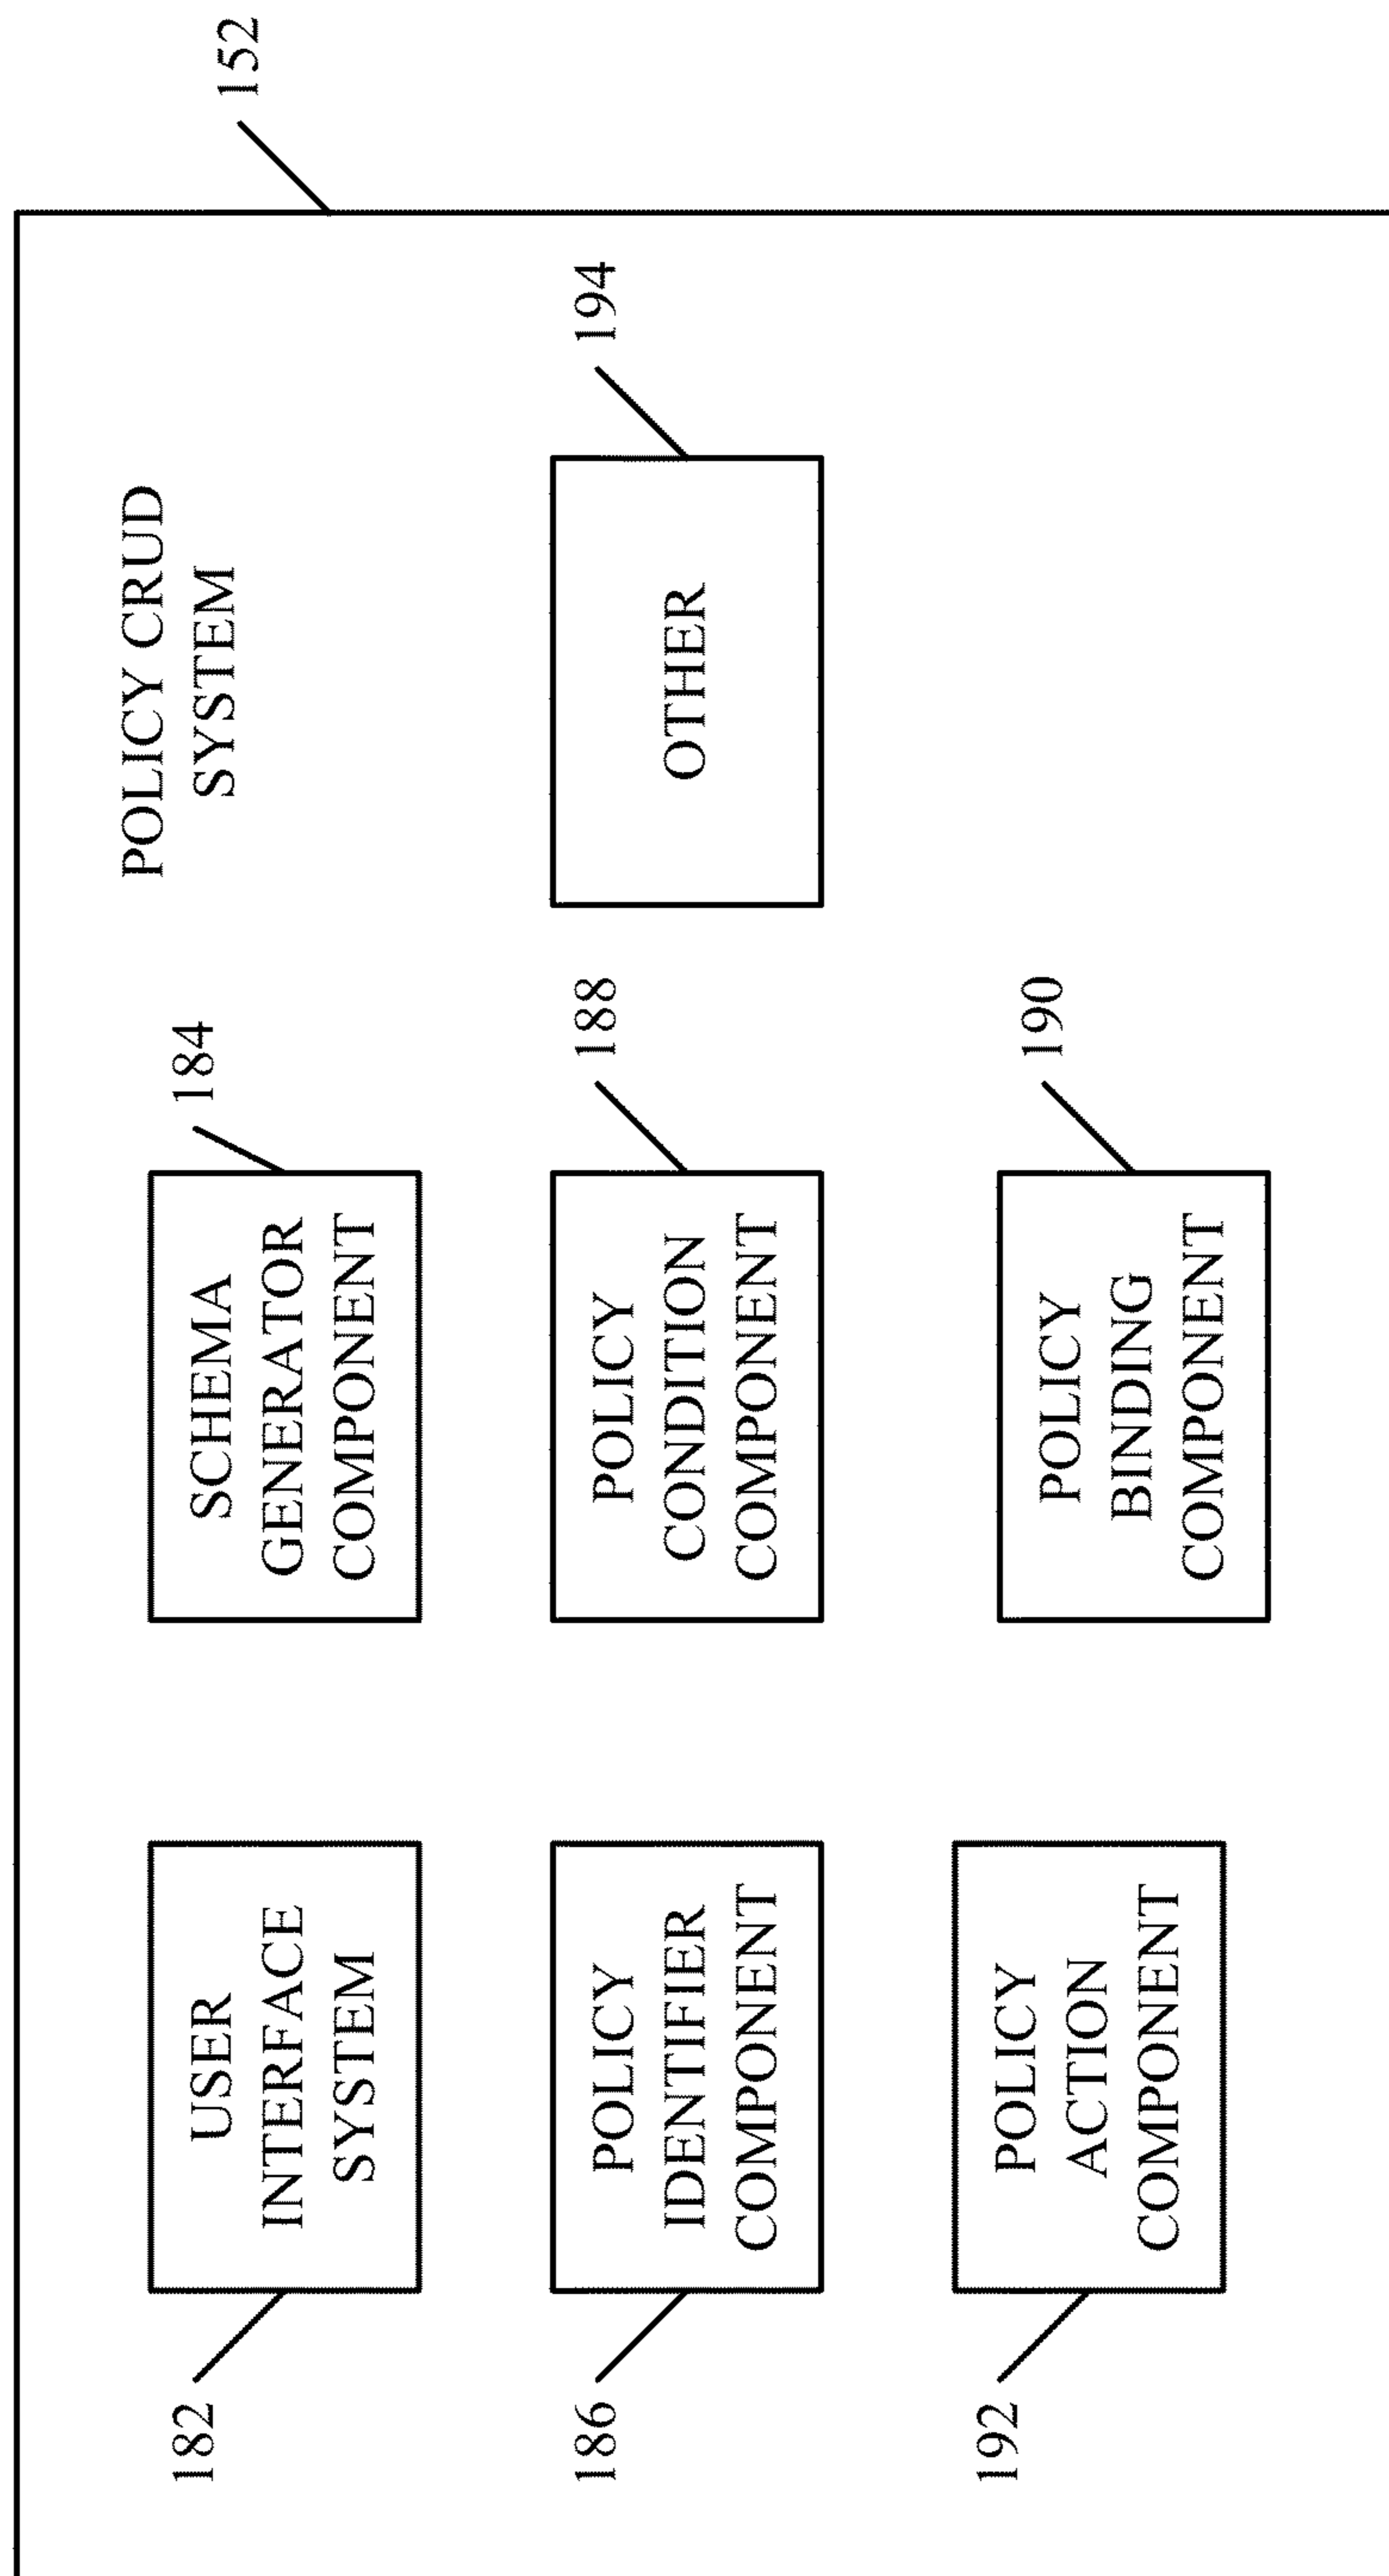 152
POLICY CRUD
SYSTEM
182
USER
INTERFACE
SYSTEM
184
SCHEMA
GENERATOR
COMPONENT
186
POLICY
IDENTIFIER
COMPONENT
188
POLICY
CONDITION
COMPONENT
194
OTHER
192
POLICY
ACTION
COMPONENT
190
POLICY
BINDING
COMPONENT